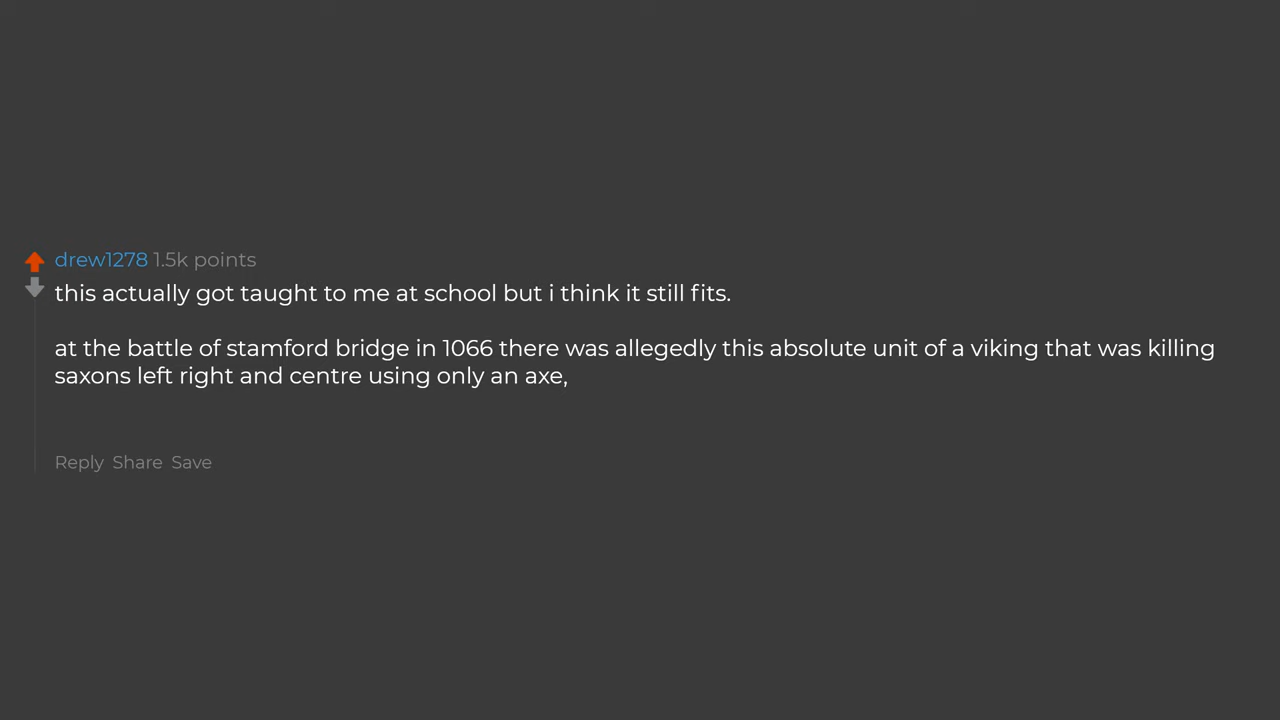 drew1278 1.5k points
this actually got taught to me at school but i think it still fits.
at the battle of stamford bridge in 1066 there was allegedly this absolute unit of a viking that was killing
saxons left right and centre using only an axe,
Reply Share Save